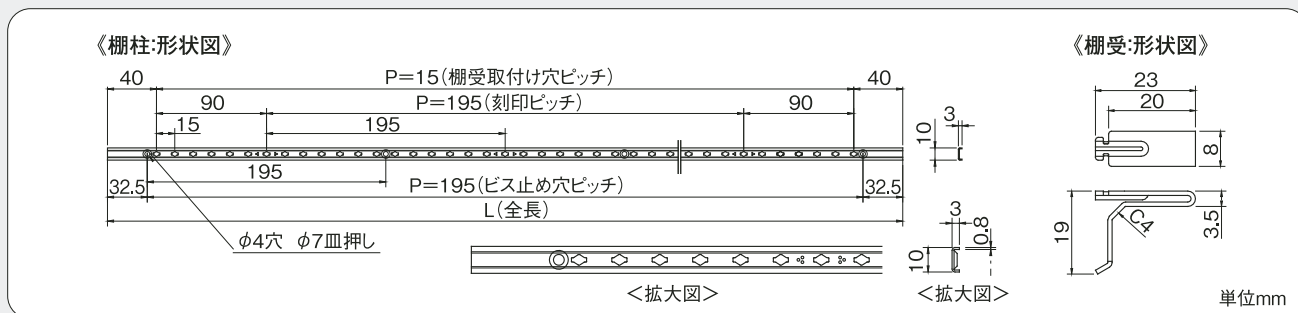 《棚柱:形状図》
40
P=15(棚受取付け穴ピッチ)
40
90
P=195(刻印ピッチ)
90
15
195
3
10
195
32.5
P=195(ビス止め穴ピッチ)
32.5
L(全長)
φ4穴 φ7皿押し
<拡大図>
3
0.8
10
<拡大図>
《棚受:形状図》
23
20
8
19
C4
3.5
単位mm